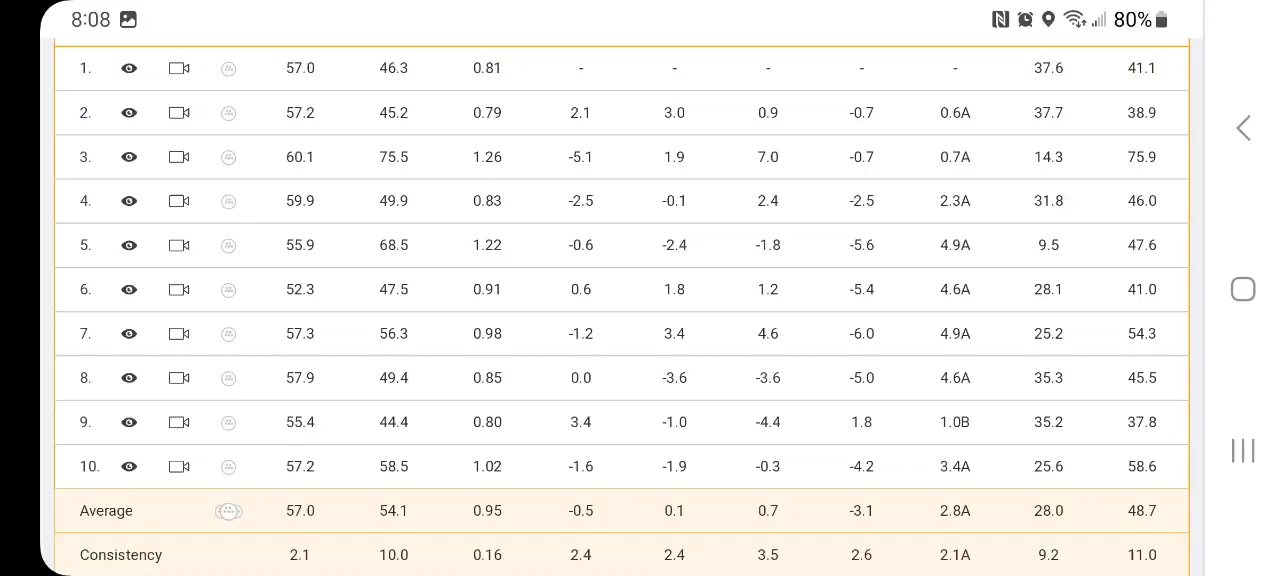 8:08 80%
1. 57.0 46.3 0.81 - - - - - 37.6 41.1
2. 57.2 45.2 0.79 2.1 3.0 0.9 -0.7 0.6A 37.7 38.9
3. 60.1 75.5 1.26 -5.1 1.9 7.0 -0.7 0.7A 14.3 75.9
4. 59.9 49.9 0.83 -2.5 -0.1 2.4 -2.5 2.3A 31.8 46.0
5. 55.9 68.5 1.22 -0.6 -2.4 -1.8 -5.6 4.9A 9.5 47.6
6. 52.3 47.5 0.91 0.6 1.8 1.2 -5.4 4.6A 28.1 41.0
7. 57.3 56.3 0.98 -1.2 3.4 4.6 -6.0 4.9A 25.2 54.3
8. 57.9 49.4 0.85 0.0 -3.6 -3.6 -5.0 4.6A 35.3 45.5
9. 55.4 44.4 0.80 3.4 -1.0 -4.4 1.8 1.0B 35.2 37.8
10. 57.2 58.5 1.02 -1.6 -1.9 -0.3 -4.2 3.4A 25.6 58.6
Average 57.0 54.1 0.95 -0.5 0.1 0.7 -3.1 2.8A 28.0 48.7
Consistency 2.1 10.0 0.16 2.4 2.4 3.5 2.6 2.1A 9.2 11.0